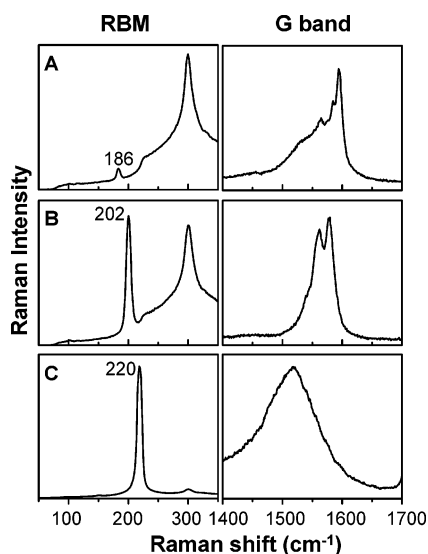 RBM G band
A
186
B
202
C
220
Raman Intensity
100 200 300 1400 1500 1600 1700
Raman shift (cm-1)